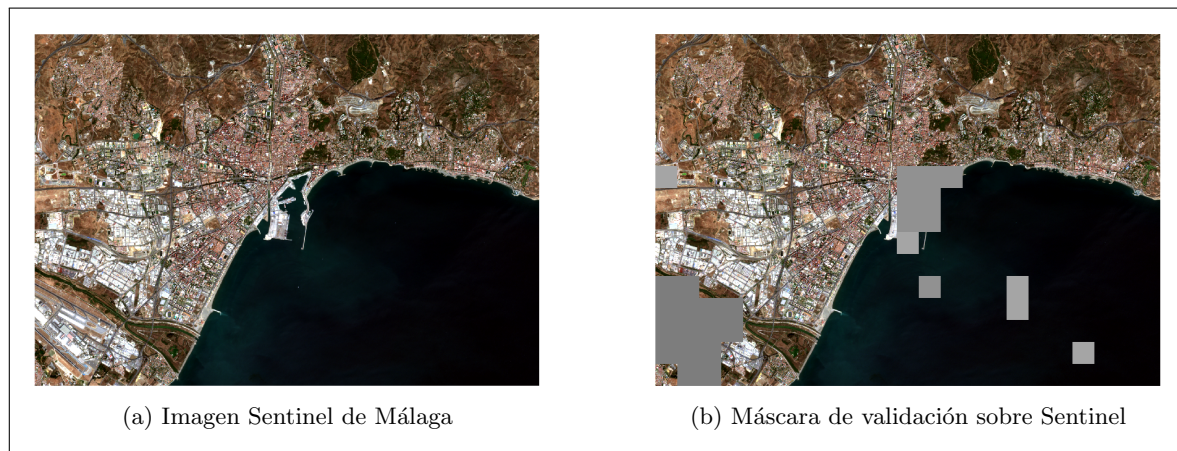 (a) Imagen Sentinel de Málaga
(b) Máscara de validación sobre Sentinel